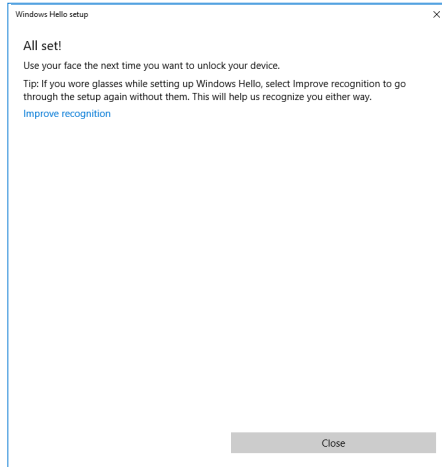 Windows Hello setup
All set!
Use your face the next time you want to unlock your device.
Tip: If you wore glasses while setting up Windows Hello, select Improve recognition to go
through the setup again without them. This will help us recognize you either way.
Improve recognition
Close